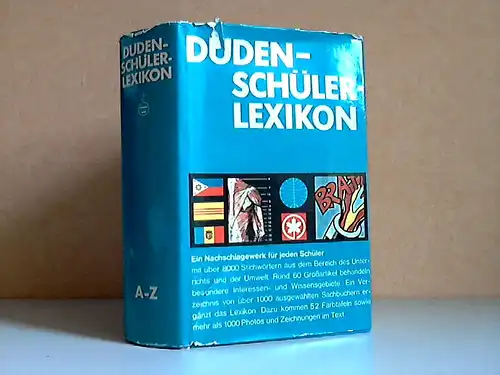 DUDEN-
SCHÜLER-
LEXIKON
A-Z
DUDEN-
SCHÜLER
LEXIKON
Ein Nachschlagewerk für jeden Schüler
mit über 8000 Stichwörtern aus dem Bereich des Unter-
richts und der Umwelt. Rund 60 Großartikel behandeln
besondere Interessen- und Wissensgebiete. Ein Ver-
zeichnis von über 1000 ausgewählten Sachbüchern er-
gänzt das Lexikon. Dazu kommen 52 Farbtafeln sowie
mehr als 1000 Photos und Zeichnungen im Text